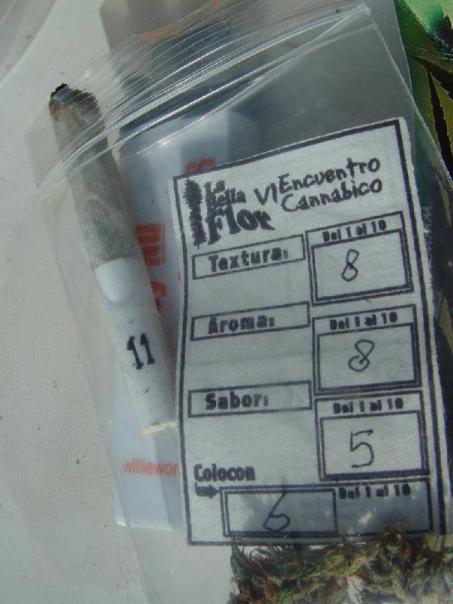 La
Bella
Flor
VI Encuentro
Cannabico
Textura:
Del 1 al 10
8
Aroma:
Del 1 al 10
8
Sabor:
Del 1 al 10
5
Colocon
Del 1 al 10
6
11
williewor